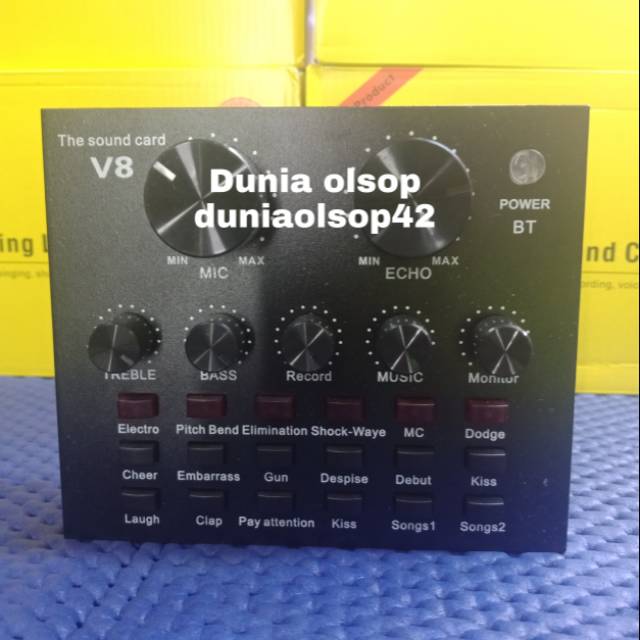 Product
The sound card
V8
Dunia olsop
duniaolsop42
POWER
BT
MIN MAX
MIC
MIN MAX
ECHO
TREBLE BASS Record MUSIC Monitor
Electro Pitch Bend Elimination Shock-Waye MC Dodge
Cheer Embarrass Gun Despise Debut Kiss
Laugh Clap Pay attention Kiss Songs1 Songs2